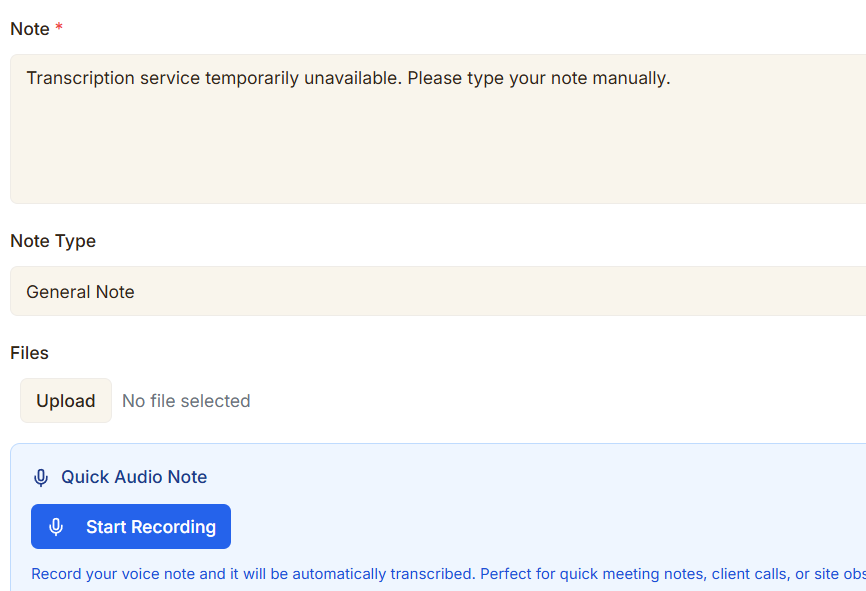 Note *
Transcription service temporarily unavailable. Please type your note manually.
Note Type
General Note
Files
Upload No file selected
Quick Audio Note
Start Recording
Record your voice note and it will be automatically transcribed. Perfect for quick meeting notes, client calls, or site